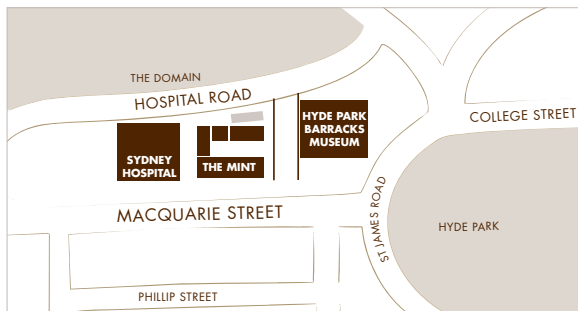 THE DOMAIN
HOSPITAL ROAD
HYDE PARK
BARRACKS
MUSEUM
COLLEGE STREET
SYDNEY
HOSPITAL
THE MINT
MACQUARIE STREET
ST JAMES ROAD
HYDE PARK
PHILLIP STREET